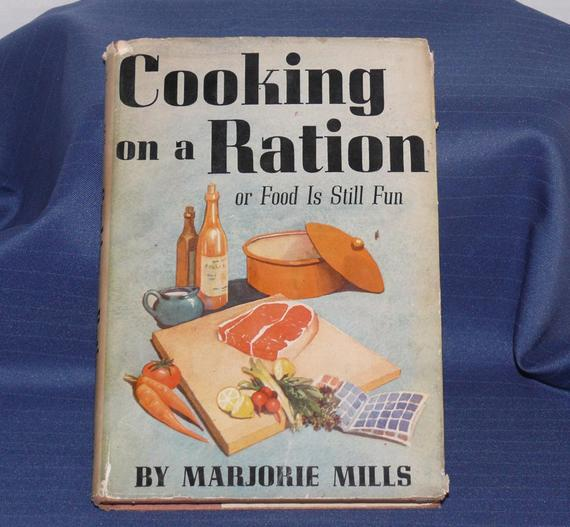 Cooking
on a Ration
or Food Is Still Fun
BY MARJORIE MILLS